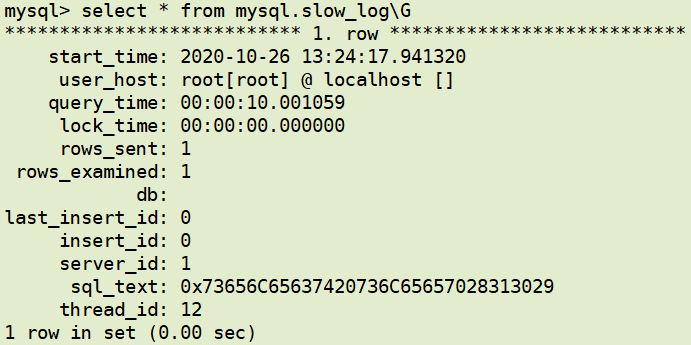 mysql> select * from mysql.slow_log\G
*************************** 1. row ***************************
start_time: 2020-10-26 13:24:17.941320
user_host: root[root] @ localhost []
query_time: 00:00:10.001059
lock_time: 00:00:00.000000
rows_sent: 1
rows_examined: 1
db:
last_insert_id: 0
insert_id: 0
server_id: 1
sql_text: 0x73656C65637420736C65657028313029
thread_id: 12
1 row in set (0.00 sec)